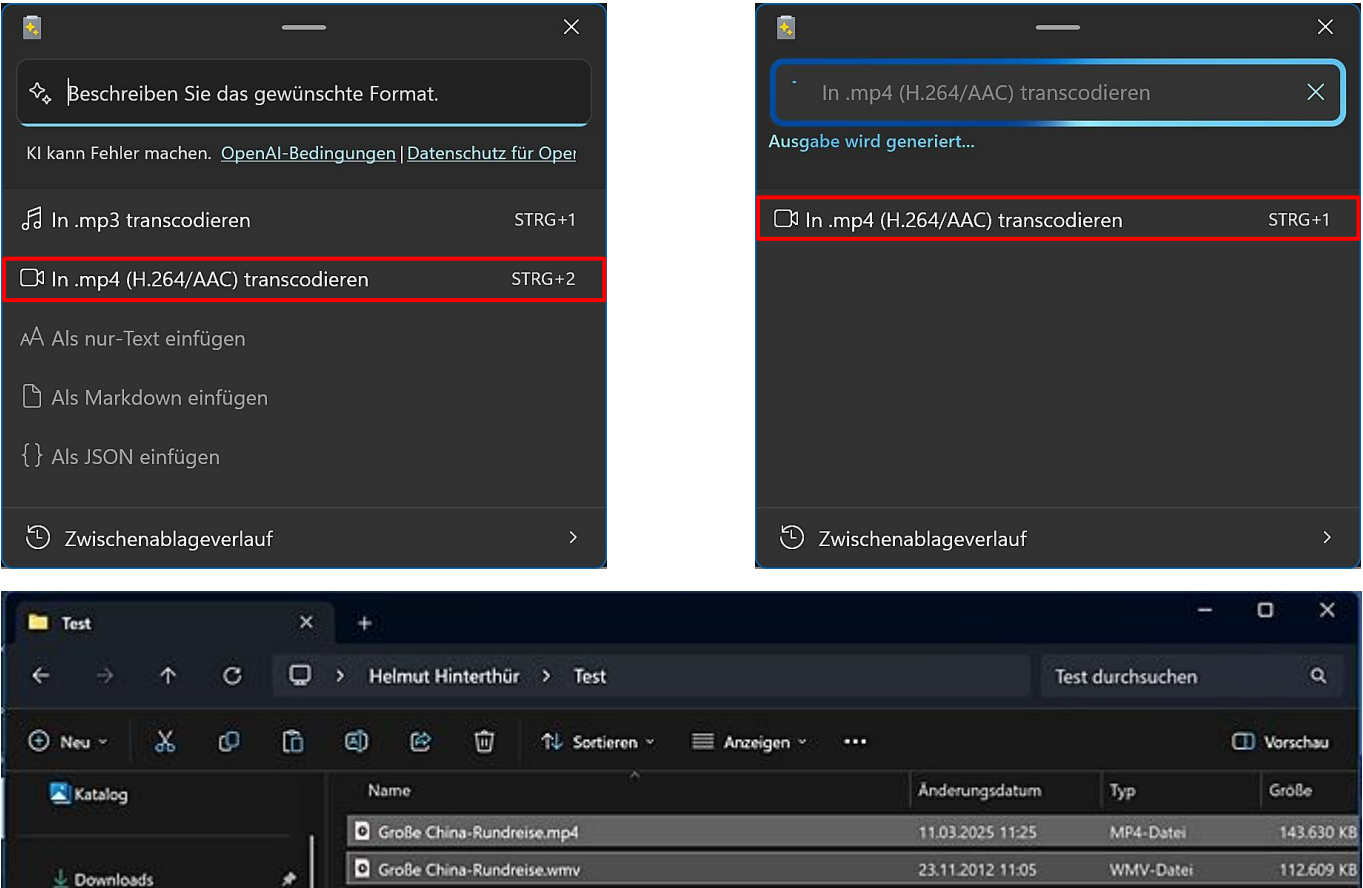 Beschreiben Sie das gewünschte Format.
KI kann Fehler machen. OpenAI-Bedingungen | Datenschutz für Oper
In .mp3 transcodieren STRG+1
In .mp4 (H.264/AAC) transcodieren STRG+2
Als nur-Text einfügen
Als Markdown einfügen
Als JSON einfügen
Zwischenablageverlauf
In .mp4 (H.264/AAC) transcodieren
Ausgabe wird generiert...
In .mp4 (H.264/AAC) transcodieren STRG+1
Zwischenablageverlauf
Test
Helmut Hinterthür > Test Test durchsuchen
Neu Sortieren Anzeigen Vorschau
Katalog
Downloads
Name Änderungsdatum Typ Größe
Große China-Rundreise.mp4 11.03.2025 11:25 MP4-Datei 143.630 KB
Große China-Rundreise.wmv 23.11.2012 11:05 WMV-Datei 112.609 KB